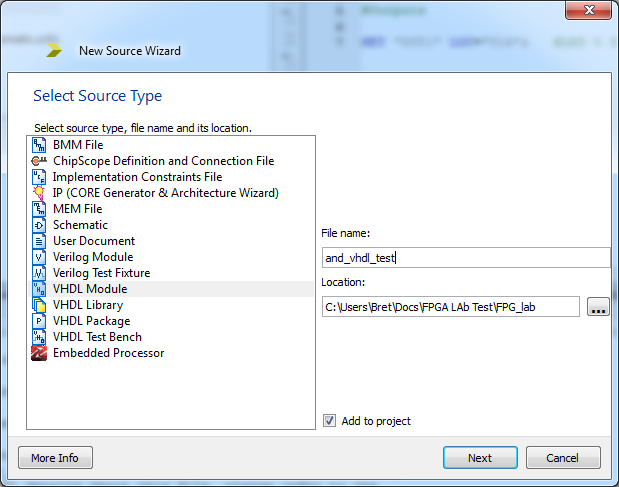 New Source Wizard
Select Source Type
Select source type, file name and its location.
BMM File
ChipScope Definition and Connection File
Implementation Constraints File
IP (CORE Generator & Architecture Wizard)
MEM File
Schematic
User Document
Verilog Module
Verilog Test Fixture
VHDL Module
VHDL Library
VHDL Package
VHDL Test Bench
Embedded Processor
File name:
and_vhdl_test
Location:
C:\Users\Bret\Docs\FPGA LAb Test\FPG_lab
...
Add to project
More Info
Next
Cancel